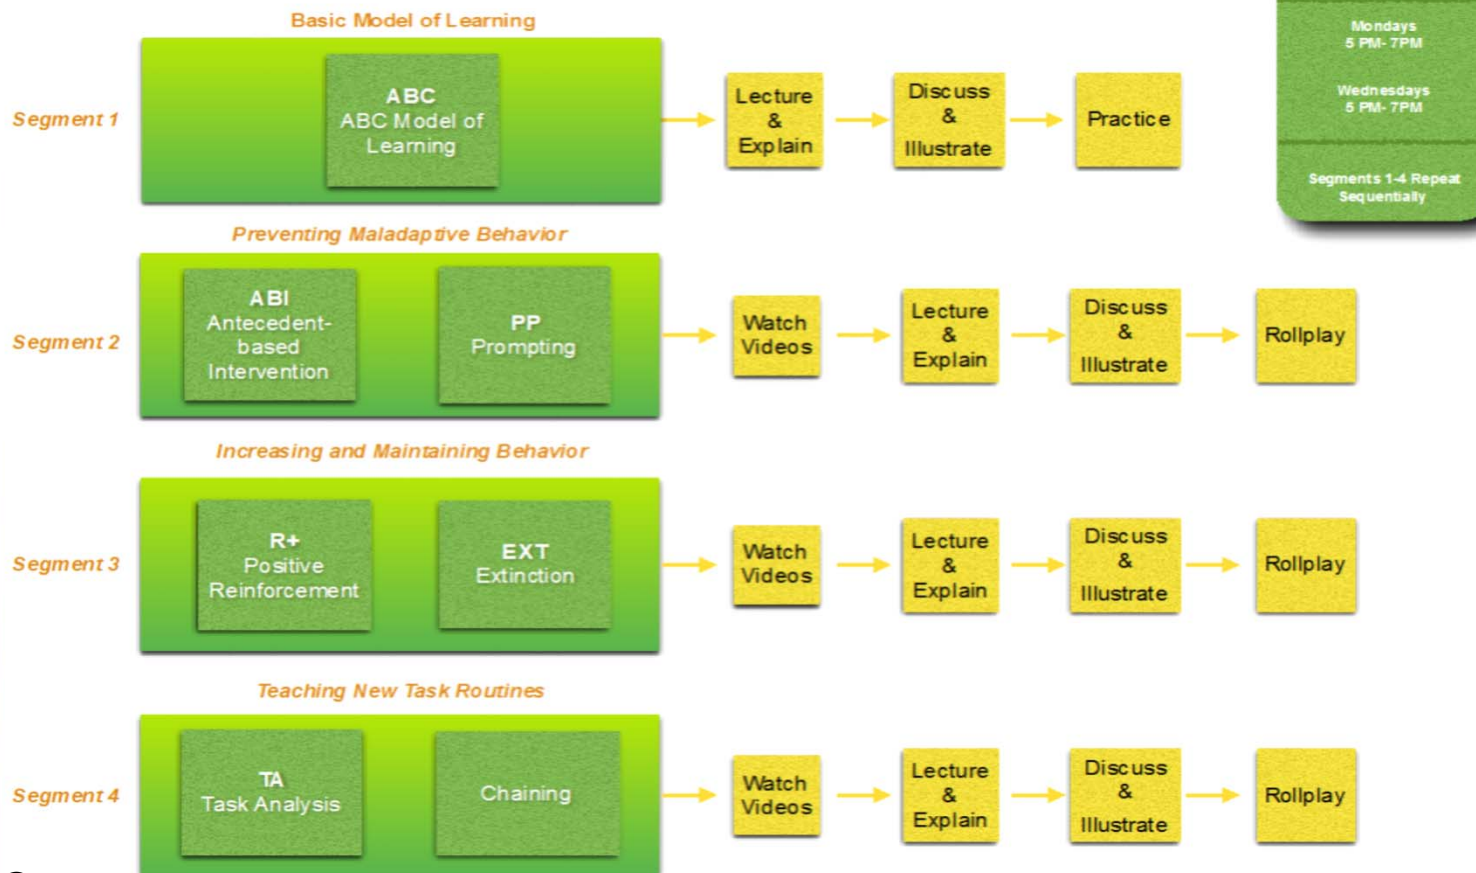 Basic Model of Learning
Segment 1
ABC
ABC Model of
Learning
Lecture
&
Explain
Discuss
&
Illustrate
Practice
Mondays
5 PM- 7PM
Wednesdays
5 PM- 7PM
Segments 1-4 Repeat
Sequentially
Preventing Maladaptive Behavior
Segment 2
ABI
Antecedent-
based
Intervention
PP
Prompting
Watch
Videos
Lecture
&
Explain
Discuss
&
Illustrate
Rollplay
Increasing and Maintaining Behavior
Segment 3
R+
Positive
Reinforcement
EXT
Extinction
Watch
Videos
Lecture
&
Explain
Discuss
&
Illustrate
Rollplay
Teaching New Task Routines
Segment 4
TA
Task Analysis
Chaining
Watch
Videos
Lecture
&
Explain
Discuss
&
Illustrate
Rollplay